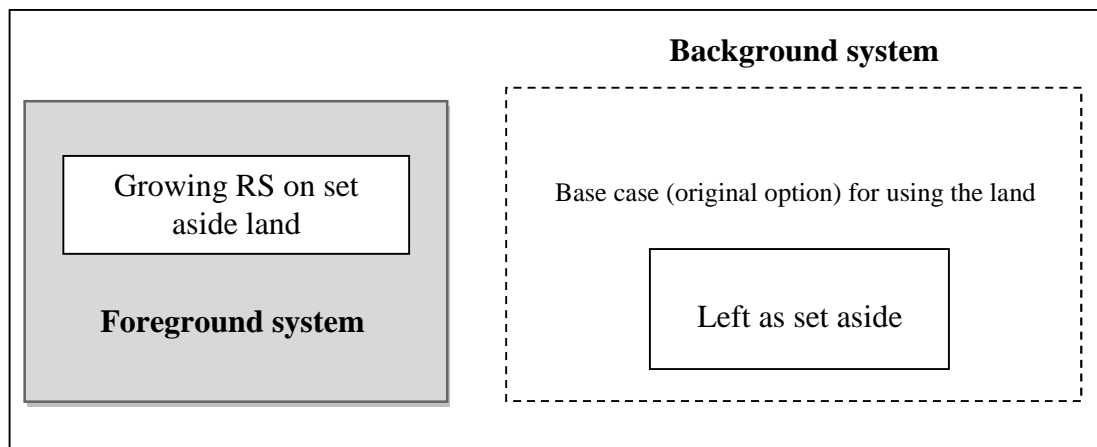 Background system
Growing RS on set
aside land
Foreground system
Base case (original option) for using the land
Left as set aside